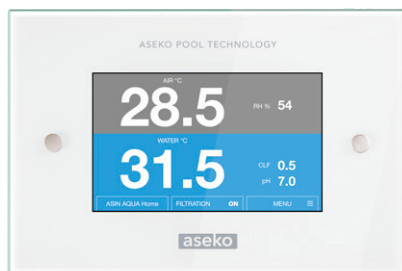 ASEKO POOL TECHNOLOGY
AIR °C
28.5
RH % 54
WATER °C
31.5
CLF 0.5
pH 7.0
ASIN AQUA Home
FILTRATION ON
MENU
aseko